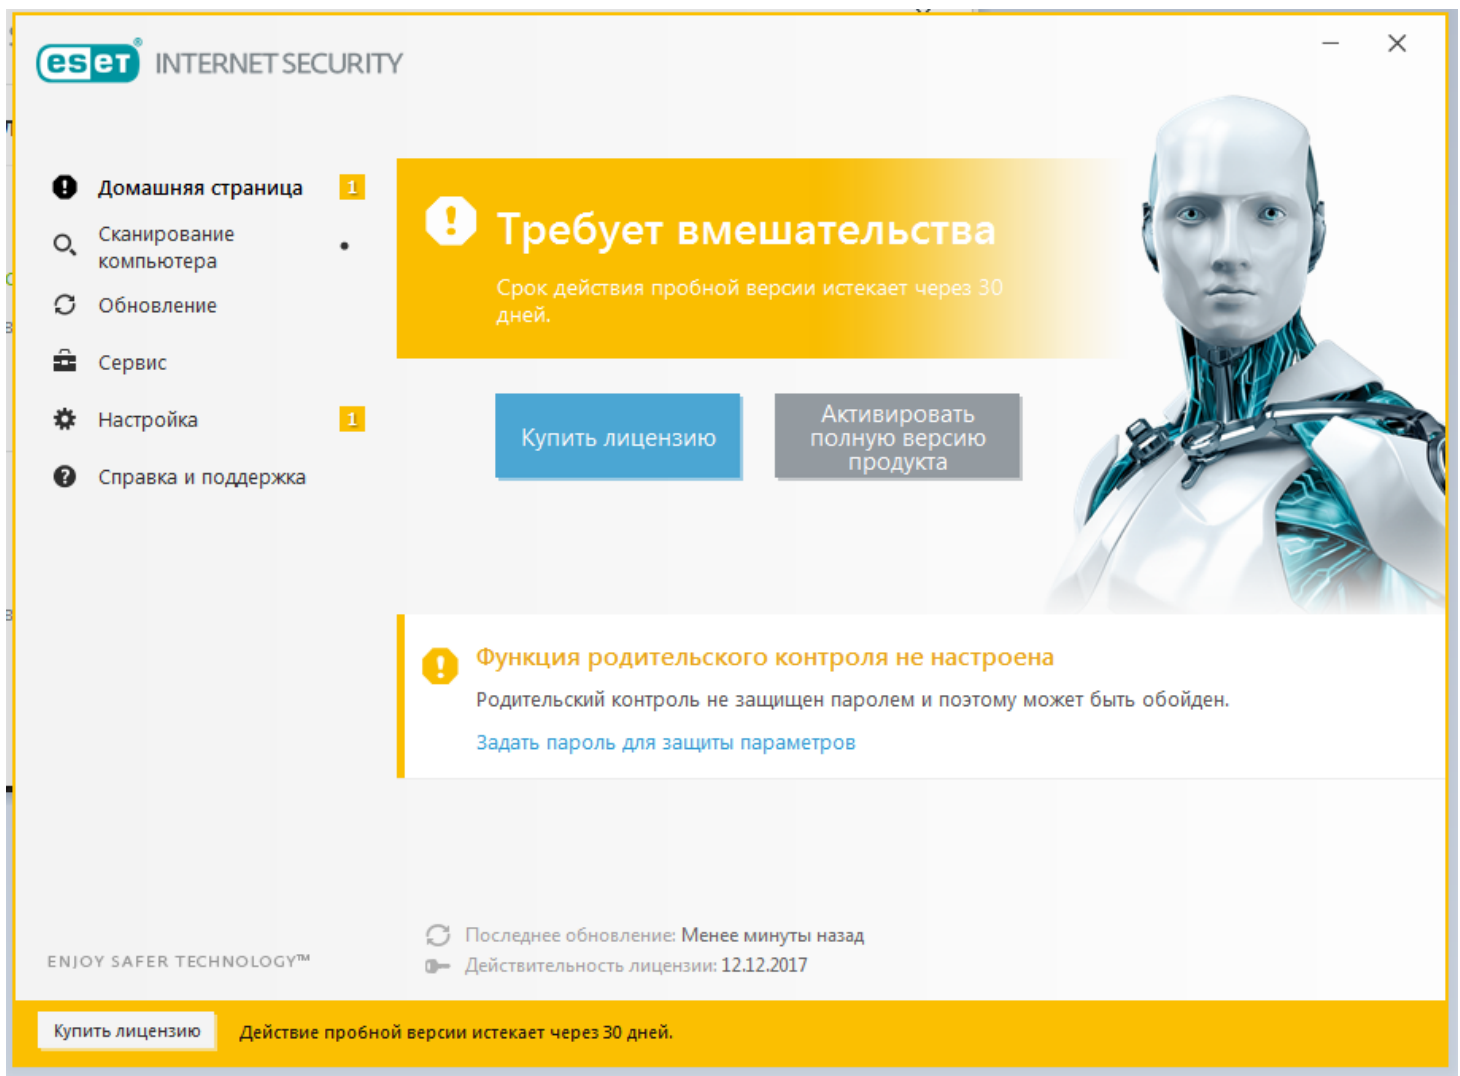 eset® INTERNET SECURITY
Домашняя страница 1
Сканирование
компьютера
Обновление
Сервис
Настройка 1
Справка и поддержка
Требует вмешательства
Срок действия пробной версии истекает через 30
дней.
Купить лицензию
Активировать
полную версию
продукта
Функция родительского контроля не настроена
Родительский контроль не защищен паролем и поэтому может быть обойден.
Задать пароль для защиты параметров
Последнее обновление: Менее минуты назад
Действительность лицензии: 12.12.2017
ENJOY SAFER TECHNOLOGY™
Купить лицензию
Действие пробной версии истекает через 30 дней.